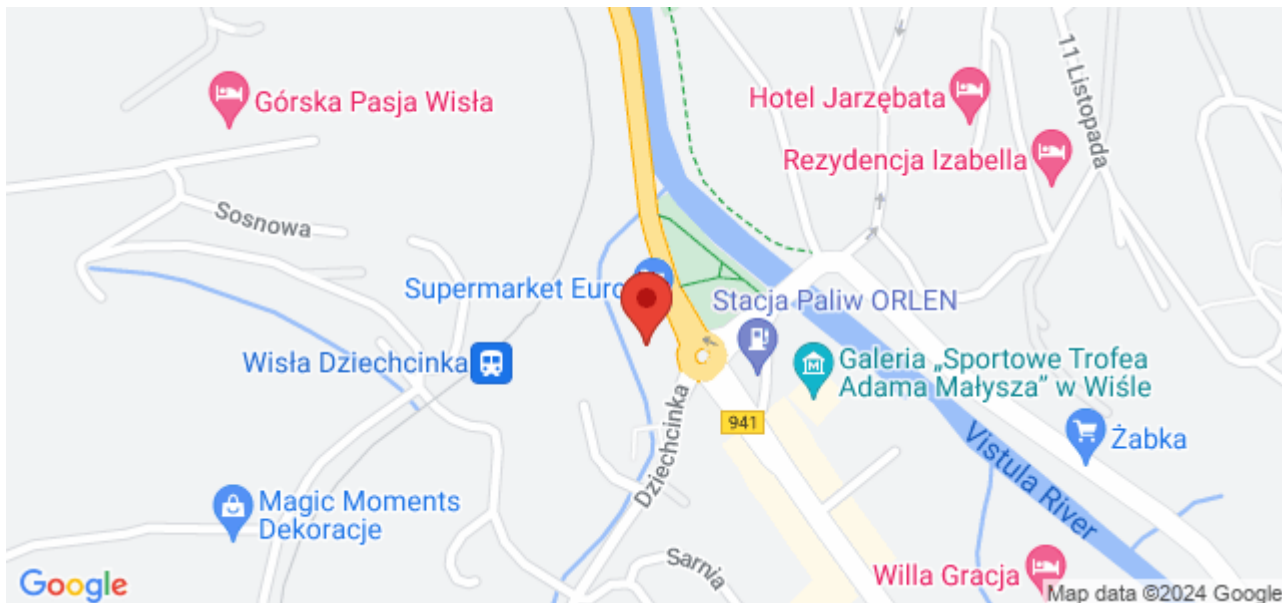 11 Listopada
Górska Pasja Wisła
Hotel Jarzębata
Rezydencja Izabella
Sosnowa
Supermarket Euro
Stacja Paliw ORLEN
Wisła Dziechcinka
Galeria „Sportowe Trofea
Adama Małysza” w Wiśle
941
Dziechcinka
Żabka
Vistula River
Magic Moments
Dekoracje
Sarnia
Willa Gracja
Google
Map data ©2024 Google